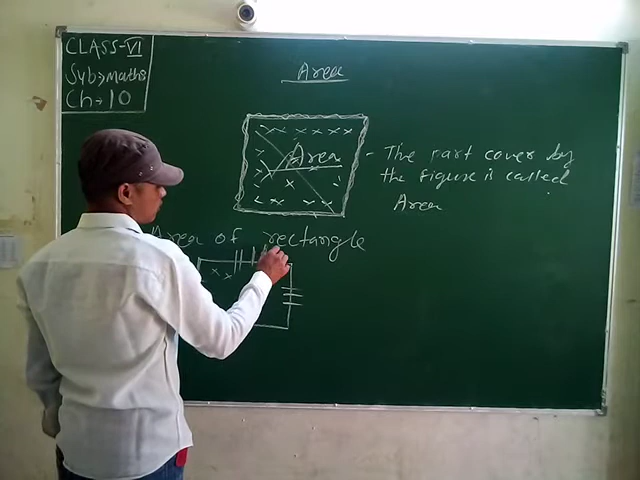 CLASS-VI
Sub→maths
Ch→10
Area
Area
- The part cover by
the figure is called
Area
Area of rectangle